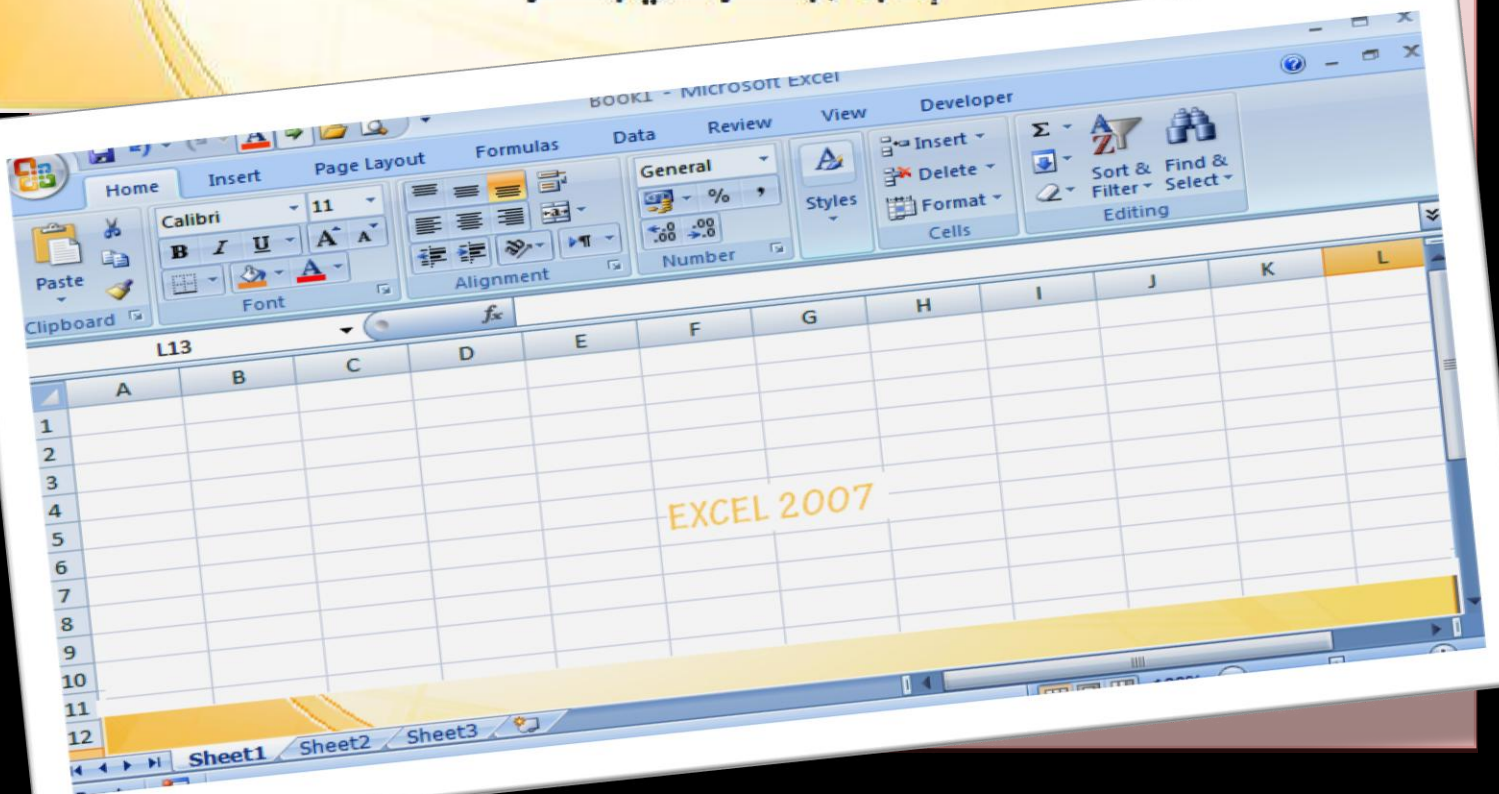 Book1 - Microsoft Excel
Home Insert Page Layout Formulas Data Review View Developer
Calibri 11 General
Insert
Delete
Format
Paste
B I U A A
% ,
Styles
Σ
Sort & Filter
Find & Select
Clipboard Font Alignment Number Cells Editing
L13 fx
A B C D E F G H I J K L
1
2
3
4
5
6
7
8
9
10
11
12
EXCEL 2007
Sheet1 Sheet2 Sheet3